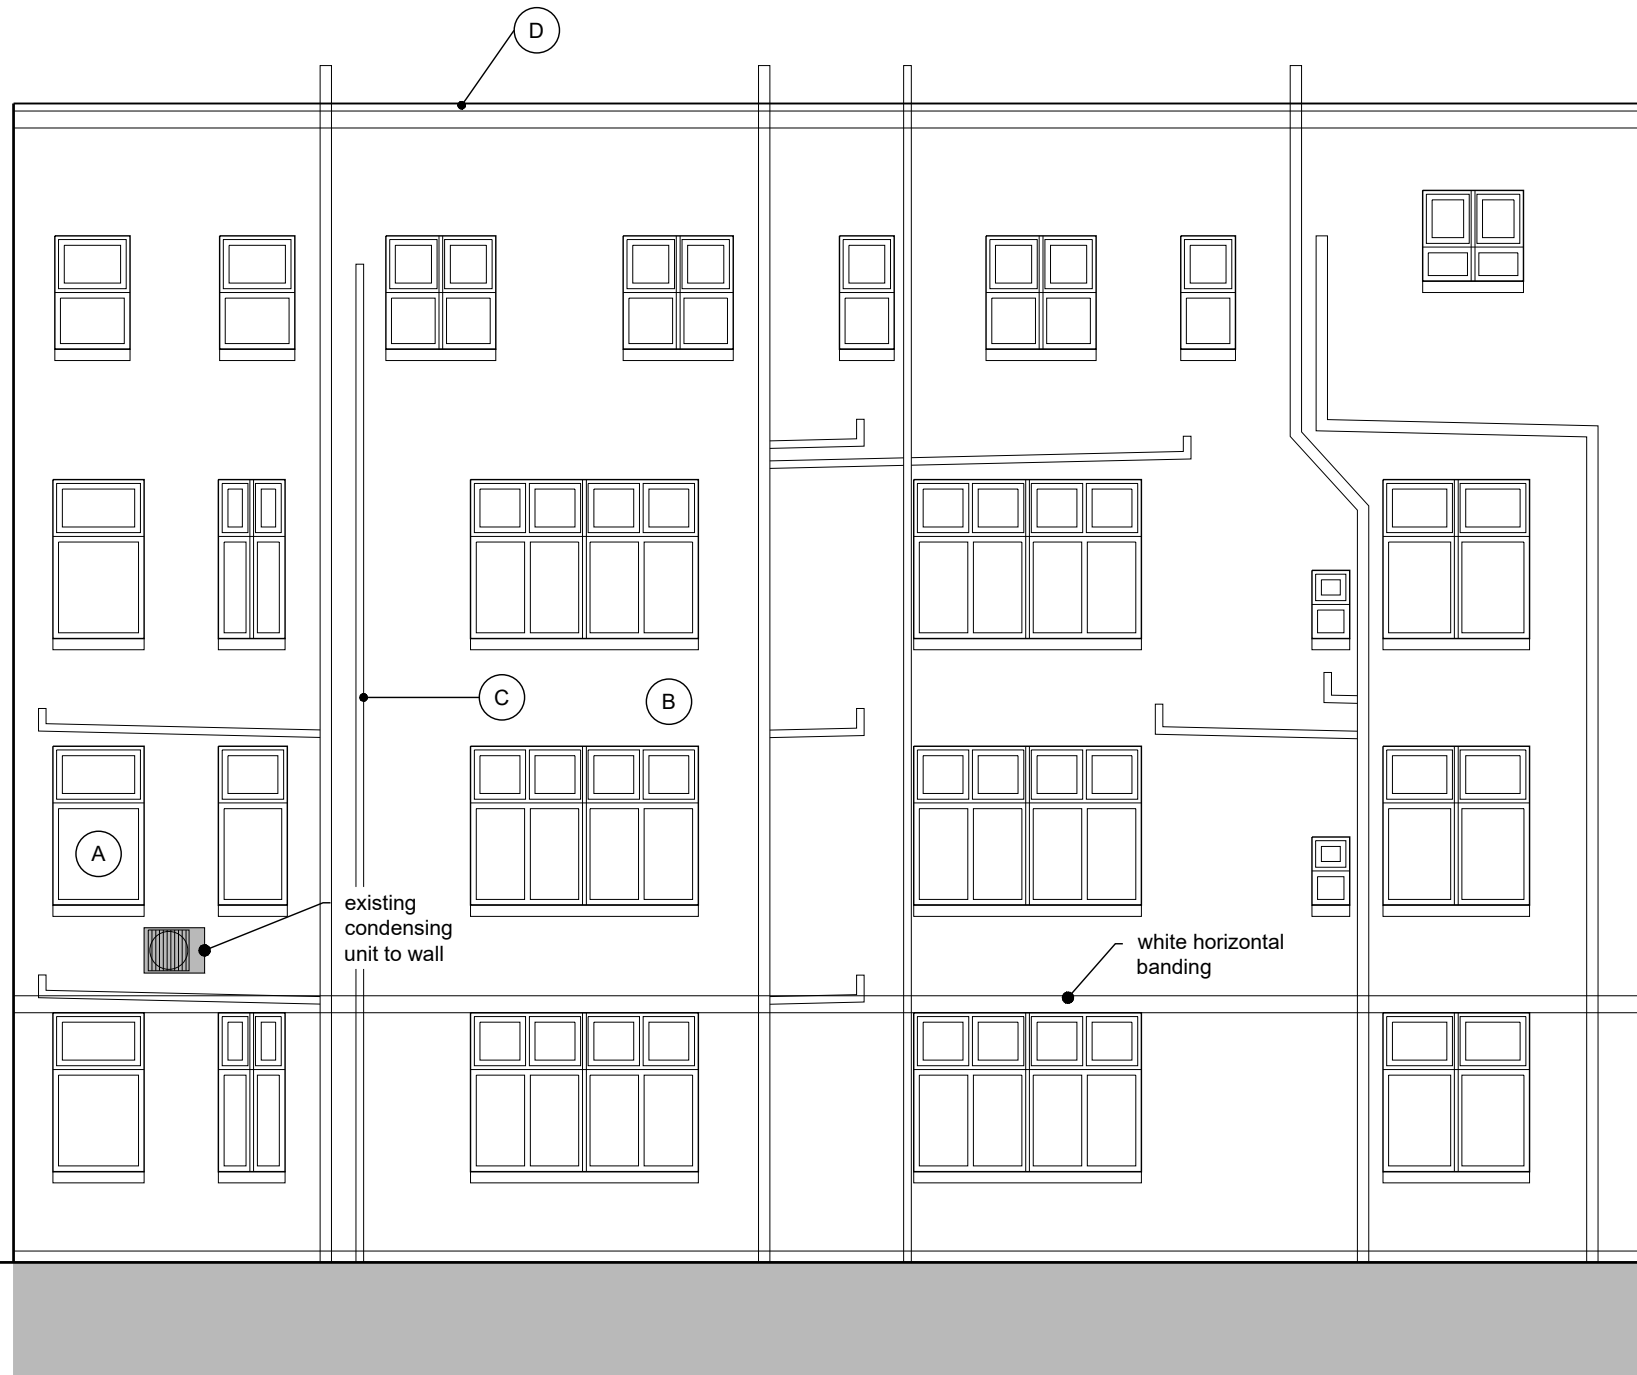 D
C
B
A
existing
condensing
unit to wall
white horizontal
banding